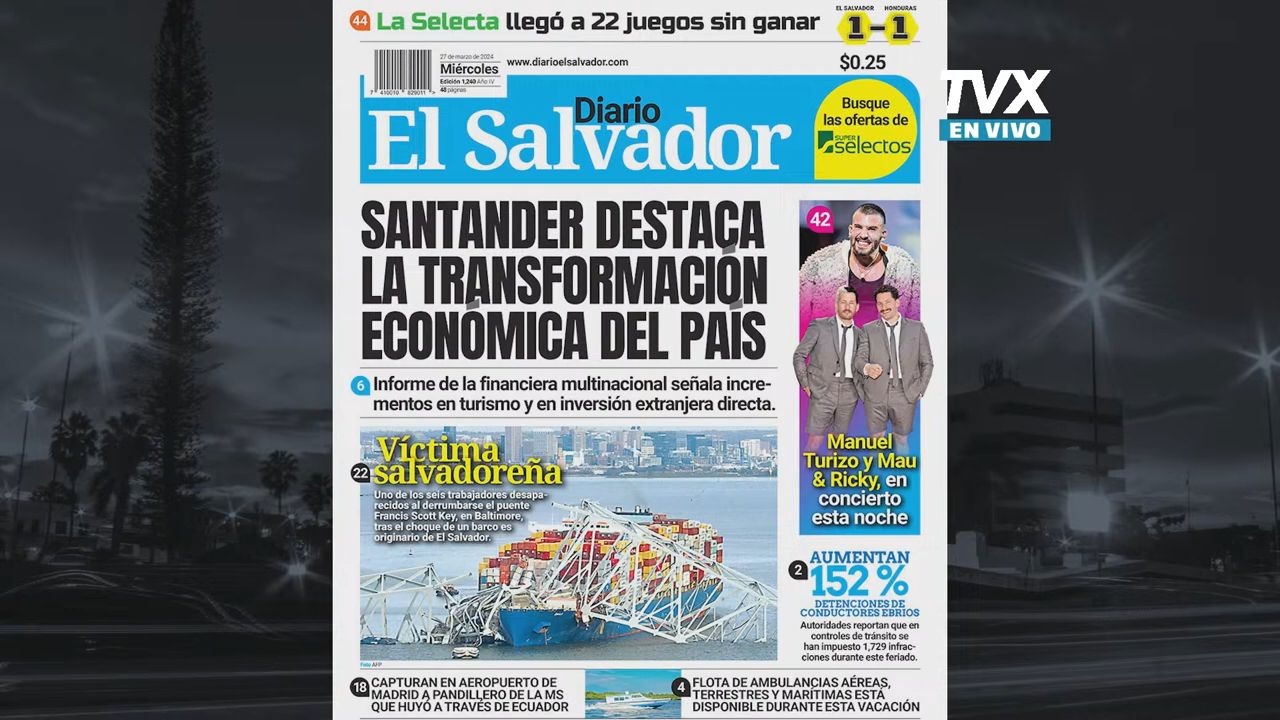 44 La Selecta llegó a 22 juegos sin ganar
EL SALVADOR HONDURAS
1-1
27 de marzo de 2024
Miércoles
Edición 1,240 Año IV
48 páginas
7 410010 829011 >
www.diarioelsalvador.com
$0.25
TVX
EN VIVO
Diario
El Salvador
Busque
las ofertas de
SUPER
selectos
SANTANDER DESTACA
LA TRANSFORMACIÓN
ECONÓMICA DEL PAÍS
6 Informe de la financiera multinacional señala incre-
mentos en turismo y en inversión extranjera directa.
42
Manuel
Turizo y Mau
& Ricky, en
concierto
esta noche
22 Víctima
salvadoreña
Uno de los seis trabajadores desapa-
recidos al derrumbarse el puente
Francis Scott Key, en Baltimore,
tras el choque de un barco es
originario de El Salvador.
Foto AFP
2 AUMENTAN
152 %
DETENCIONES DE
CONDUCTORES EBRIOS
Autoridades reportan que en
controles de tránsito se
han impuesto 1,729 infrac-
ciones durante este feriado.
18 CAPTURAN EN AEROPUERTO DE
MADRID A PANDILLERO DE LA MS
QUE HUYÓ A TRAVÉS DE ECUADOR
4 FLOTA DE AMBULANCIAS AÉREAS,
TERRESTRES Y MARÍTIMAS ESTÁ
DISPONIBLE DURANTE ESTA VACACIÓN